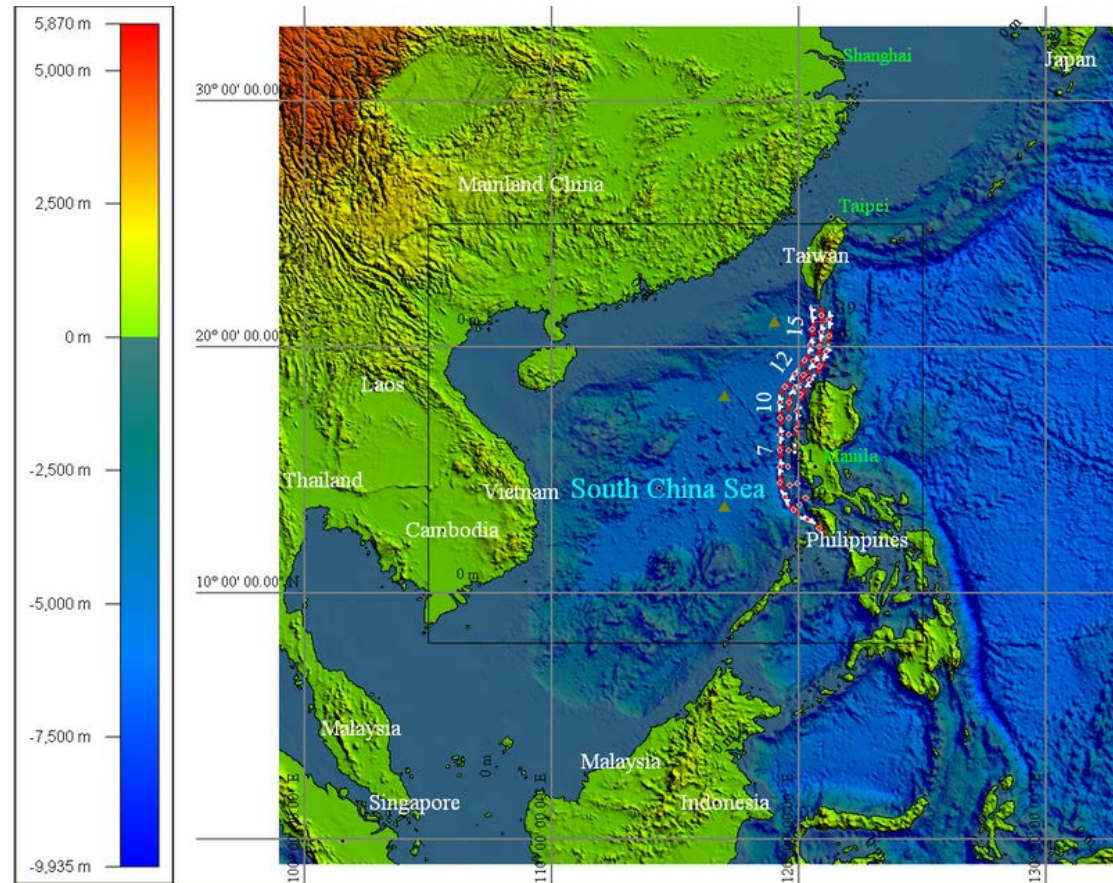 5,870 m
5,000 m
2,500 m
0 m
-2,500 m
-5,000 m
-7,500 m
-9,935 m
0 m
Japan
Shanghai
30° 00' 00.00"
Mainland China
Taipei
Taiwan
0 m
15
20° 00' 00.00"
12
Laos
10
7
1
Manila
Thailand
Vietnam
South China Sea
Cambodia
Philippines
0 m
10° 00' 00.00" N
Malaysia
Malaysia
0 m
0 m
Singapore
Indonesia